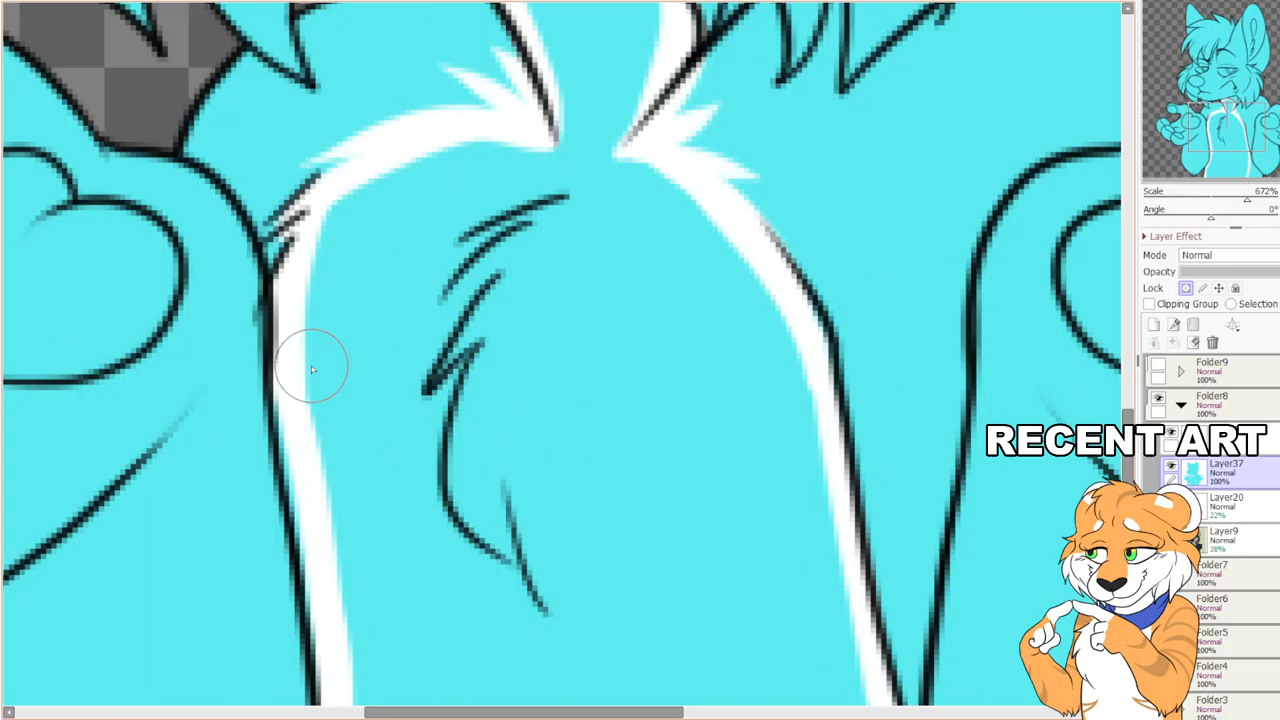 Scale 672%
Angle 0°
Layer Effect
Mode Normal
Opacity
Lock
Clipping Group Selection
Folder9
Normal
100%
Folder8
Normal
100%
RECENT ART
Layer37
Normal
100%
Layer20
Normal
22%
Layer9
Normal
28%
Folder7
Normal
100%
Folder6
Normal
100%
Folder5
Normal
100%
Folder4
Normal
100%
Folder3
Normal